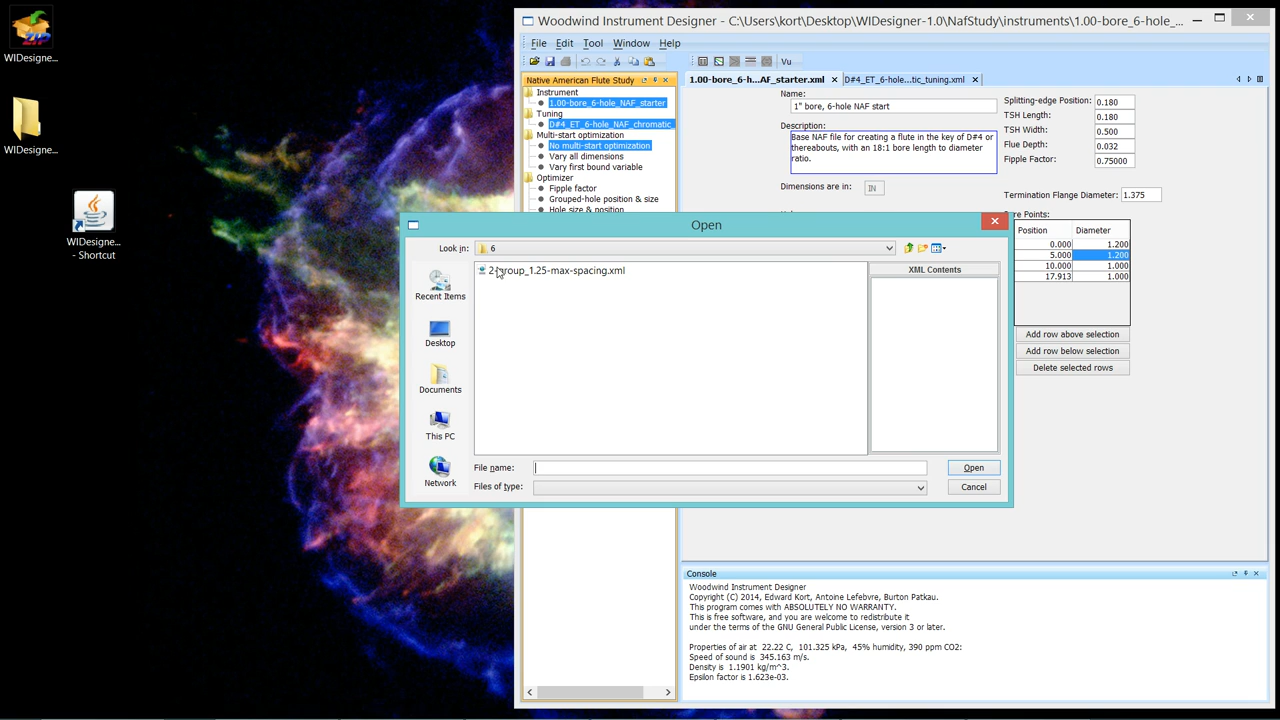 WIDesigne...
WIDesigne...
WIDesigne...
- Shortcut
Woodwind Instrument Designer - C:\Users\kort\Desktop\WIDesigner-1.0\NafStudy\instruments\1.00-bore_6-hole_...
File Edit Tool Window Help
Vu
Native American Flute Study
Instrument
1.00-bore_6-hole_NAF_starter
Tuning
D#4_ET_6-hole_NAF_chromatic_
Multi-start optimization
No multi-start optimization
Vary all dimensions
Vary first bound variable
Optimizer
Fipple factor
Grouped-hole position & size
Hole size & position
1.00-bore_6-h...AF_starter.xml
D#4_ET_6-hole...tic_tuning.xml
Name:
1" bore, 6-hole NAF start
Description:
Base NAF file for creating a flute in the key of D#4 or
thereabouts, with an 18:1 bore length to diameter
ratio.
Dimensions are in: IN
Splitting-edge Position: 0.180
TSH Length: 0.180
TSH Width: 0.500
Flue Depth: 0.032
Fipple Factor: 0.75000
Termination Flange Diameter: 1.375
Bore Points:
Position Diameter
0.000 1.200
5.000 1.200
10.000 1.000
17.913 1.000
Add row above selection
Add row below selection
Delete selected rows
Open
Look in: 6
Recent Items
Desktop
Documents
This PC
Network
2-group_1.25-max-spacing.xml
XML Contents
File name:
Open
Files of type:
Cancel
Console
Woodwind Instrument Designer
Copyright (C) 2014, Edward Kort, Antoine Lefebvre, Burton Patkau.
This program comes with ABSOLUTELY NO WARRANTY.
This is free software, and you are welcome to redistribute it
under the terms of the GNU General Public License, version 3 or later.
Properties of air at 22.22 C, 101.325 kPa, 45% humidity, 390 ppm CO2:
Speed of sound is 345.163 m/s.
Density is 1.1901 kg/m^3.
Epsilon factor is 1.623e-03.